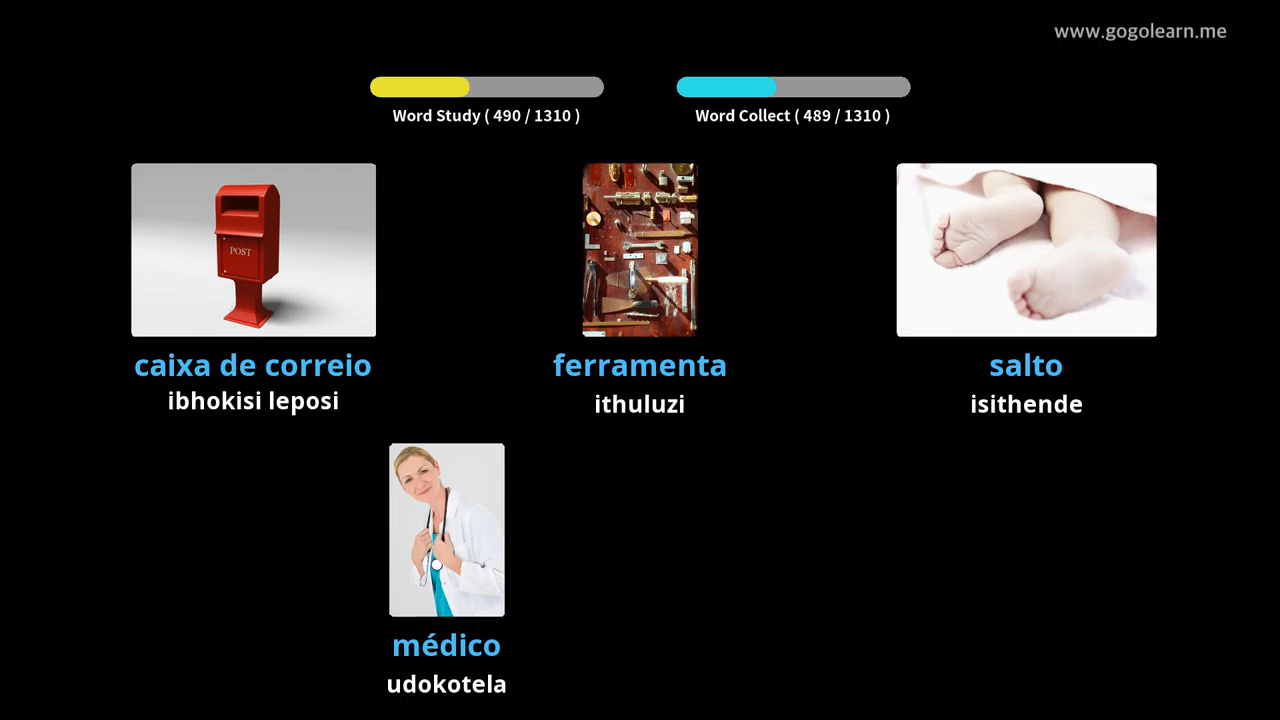 www.gogolearn.me
Word Study ( 490 / 1310 )
Word Collect ( 489 / 1310 )
POST
caixa de correio
ibhokisi leposi
ferramenta
ithuluzi
salto
isithende
médico
udokotela